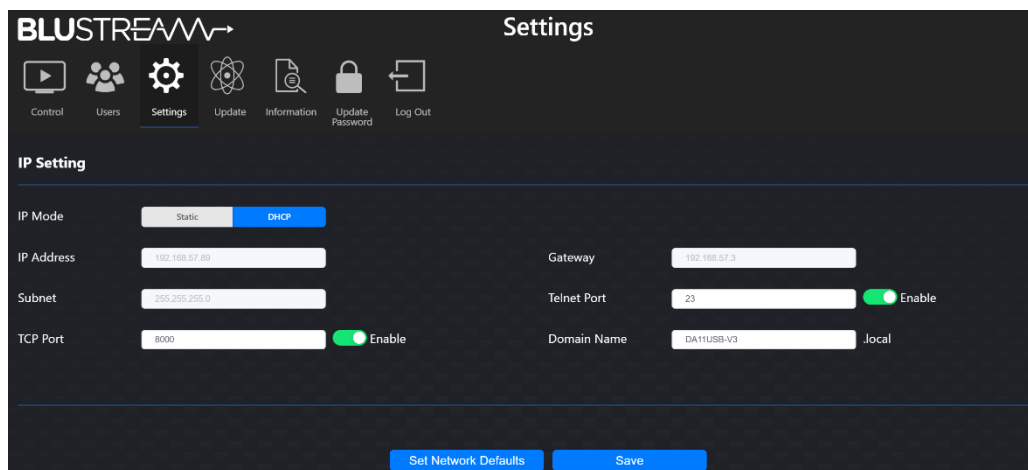 BLUSTREAM
Settings
Control
Users
Settings
Update
Information
Update
Password
Log Out
IP Setting
IP Mode
Static
DHCP
IP Address
192.168.57.89
Gateway
192.168.57.3
Subnet
255.255.255.0
Telnet Port
23
Enable
TCP Port
8000
Enable
Domain Name
DA11USB-V3
.local
Set Network Defaults
Save